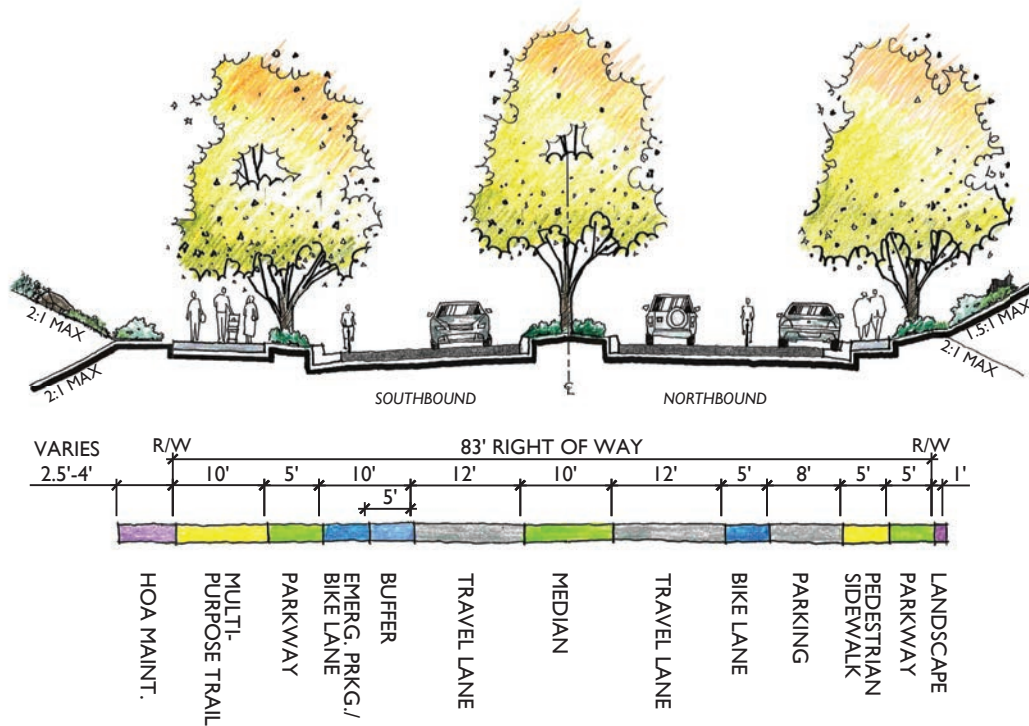 2:1 MAX
2:1 MAX
1.5:1 MAX
2:1 MAX
SOUTHBOUND
℄
NORTHBOUND
VARIES
2.5'-4'
R/W
83' RIGHT OF WAY
R/W
10'
5'
10'
12'
10'
12'
5'
8'
5'
5'
1'
5'
HOA MAINT.
MULTI-
PURPOSE TRAIL
PARKWAY
EMERG. PRKG./
BIKE LANE
BUFFER
TRAVEL LANE
MEDIAN
TRAVEL LANE
BIKE LANE
PARKING
PEDESTRIAN
SIDEWALK
PARKWAY
LANDSCAPE